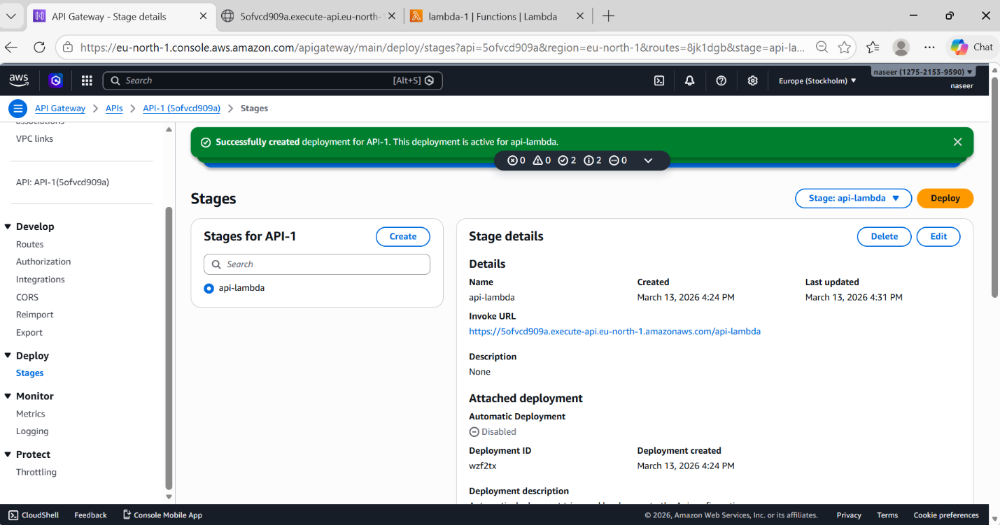 API Gateway - Stage details
5ofvcd909a.execute-api.eu-north-
lambda-1 | Functions | Lambda
https://eu-north-1.console.aws.amazon.com/apigateway/main/deploy/stages?api=5ofvcd909a&region=eu-north-1&routes=8jk1dgb&stage=api-la...
Chat
aws
Search
[Alt+S]
Europe (Stockholm)
naseer (1275-2153-9590)
naseer
API Gateway
APIs
API-1 (5ofvcd909a)
Stages
associations
VPC links
API: API-1(5ofvcd909a)
Develop
Routes
Authorization
Integrations
CORS
Reimport
Export
Deploy
Stages
Monitor
Metrics
Logging
Protect
Throttling
Successfully created deployment for API-1. This deployment is active for api-lambda.
0 0 2 2 0
Stages
Stage: api-lambda
Deploy
Stages for API-1
Create
Search
api-lambda
Stage details
Delete
Edit
Details
Name
api-lambda
Created
March 13, 2026 4:24 PM
Last updated
March 13, 2026 4:31 PM
Invoke URL
https://5ofvcd909a.execute-api.eu-north-1.amazonaws.com/api-lambda
Description
None
Attached deployment
Automatic Deployment
Disabled
Deployment ID
wzf2tx
Deployment created
March 13, 2026 4:24 PM
Deployment description
CloudShell
Feedback
Console Mobile App
© 2026, Amazon Web Services, Inc. or its affiliates.
Privacy
Terms
Cookie preferences